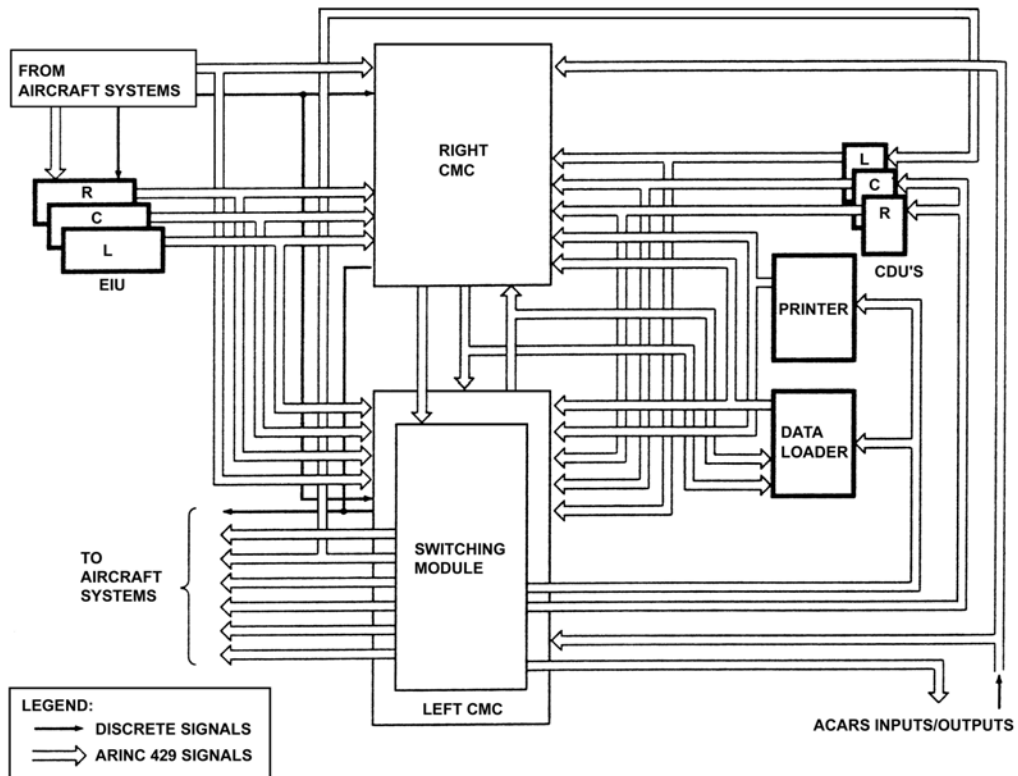 FROM
AIRCRAFT SYSTEMS
R
C
L
EIU
RIGHT
CMC
L
C
R
CDU'S
PRINTER
DATA
LOADER
TO
AIRCRAFT
SYSTEMS
SWITCHING
MODULE
LEFT CMC
ACARS INPUTS/OUTPUTS
LEGEND:
DISCRETE SIGNALS
ARINC 429 SIGNALS